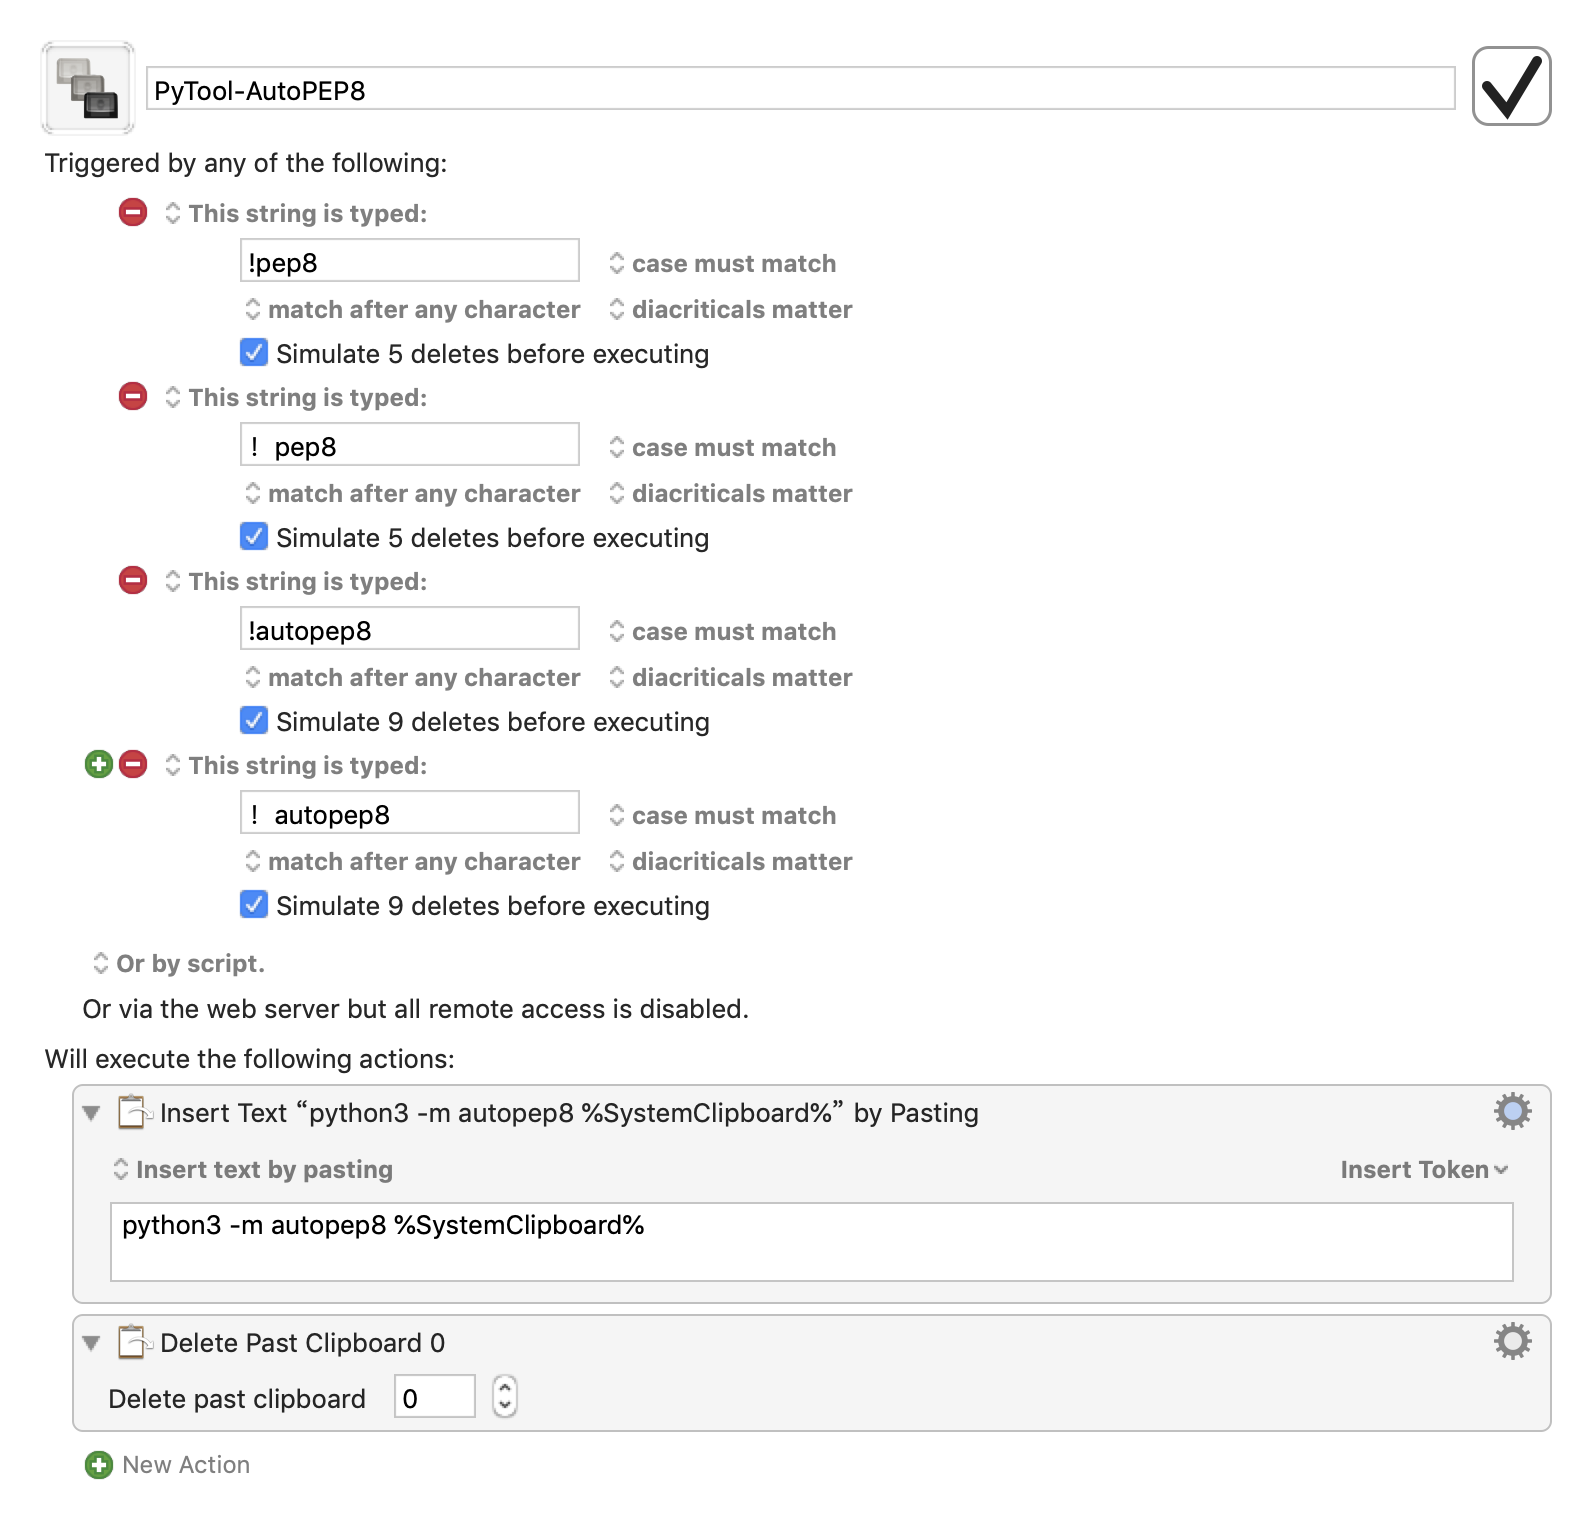 PyTool-AutoPEP8
Triggered by any of the following:
This string is typed:
!pep8
case must match
match after any character
diacriticals matter
Simulate 5 deletes before executing
This string is typed:
！pep8
case must match
match after any character
diacriticals matter
Simulate 5 deletes before executing
This string is typed:
!autopep8
case must match
match after any character
diacriticals matter
Simulate 9 deletes before executing
This string is typed:
！autopep8
case must match
match after any character
diacriticals matter
Simulate 9 deletes before executing
Or by script.
Or via the web server but all remote access is disabled.
Will execute the following actions:
Insert Text “python3 -m autopep8 %SystemClipboard%” by Pasting
Insert text by pasting
Insert Token
python3 -m autopep8 %SystemClipboard%
Delete Past Clipboard 0
Delete past clipboard 0
New Action